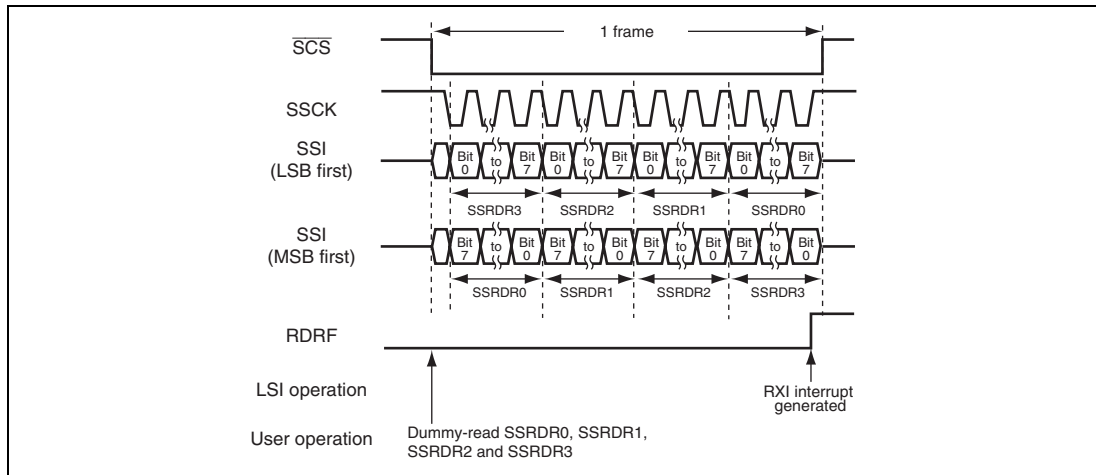 1 frame
SCS
SSCK
SSI
(LSB first)
Bit 0 to Bit 7 Bit 0 to Bit 7 Bit 0 to Bit 7 Bit 0 to Bit 7
SSRDR3 SSRDR2 SSRDR1 SSRDR0
SSI
(MSB first)
Bit 7 to Bit 0 Bit 7 to Bit 0 Bit 7 to Bit 0 Bit 7 to Bit 0
SSRDR0 SSRDR1 SSRDR2 SSRDR3
RDRF
LSI operation
RXI interrupt
generated
User operation
Dummy-read SSRDR0, SSRDR1,
SSRDR2 and SSRDR3